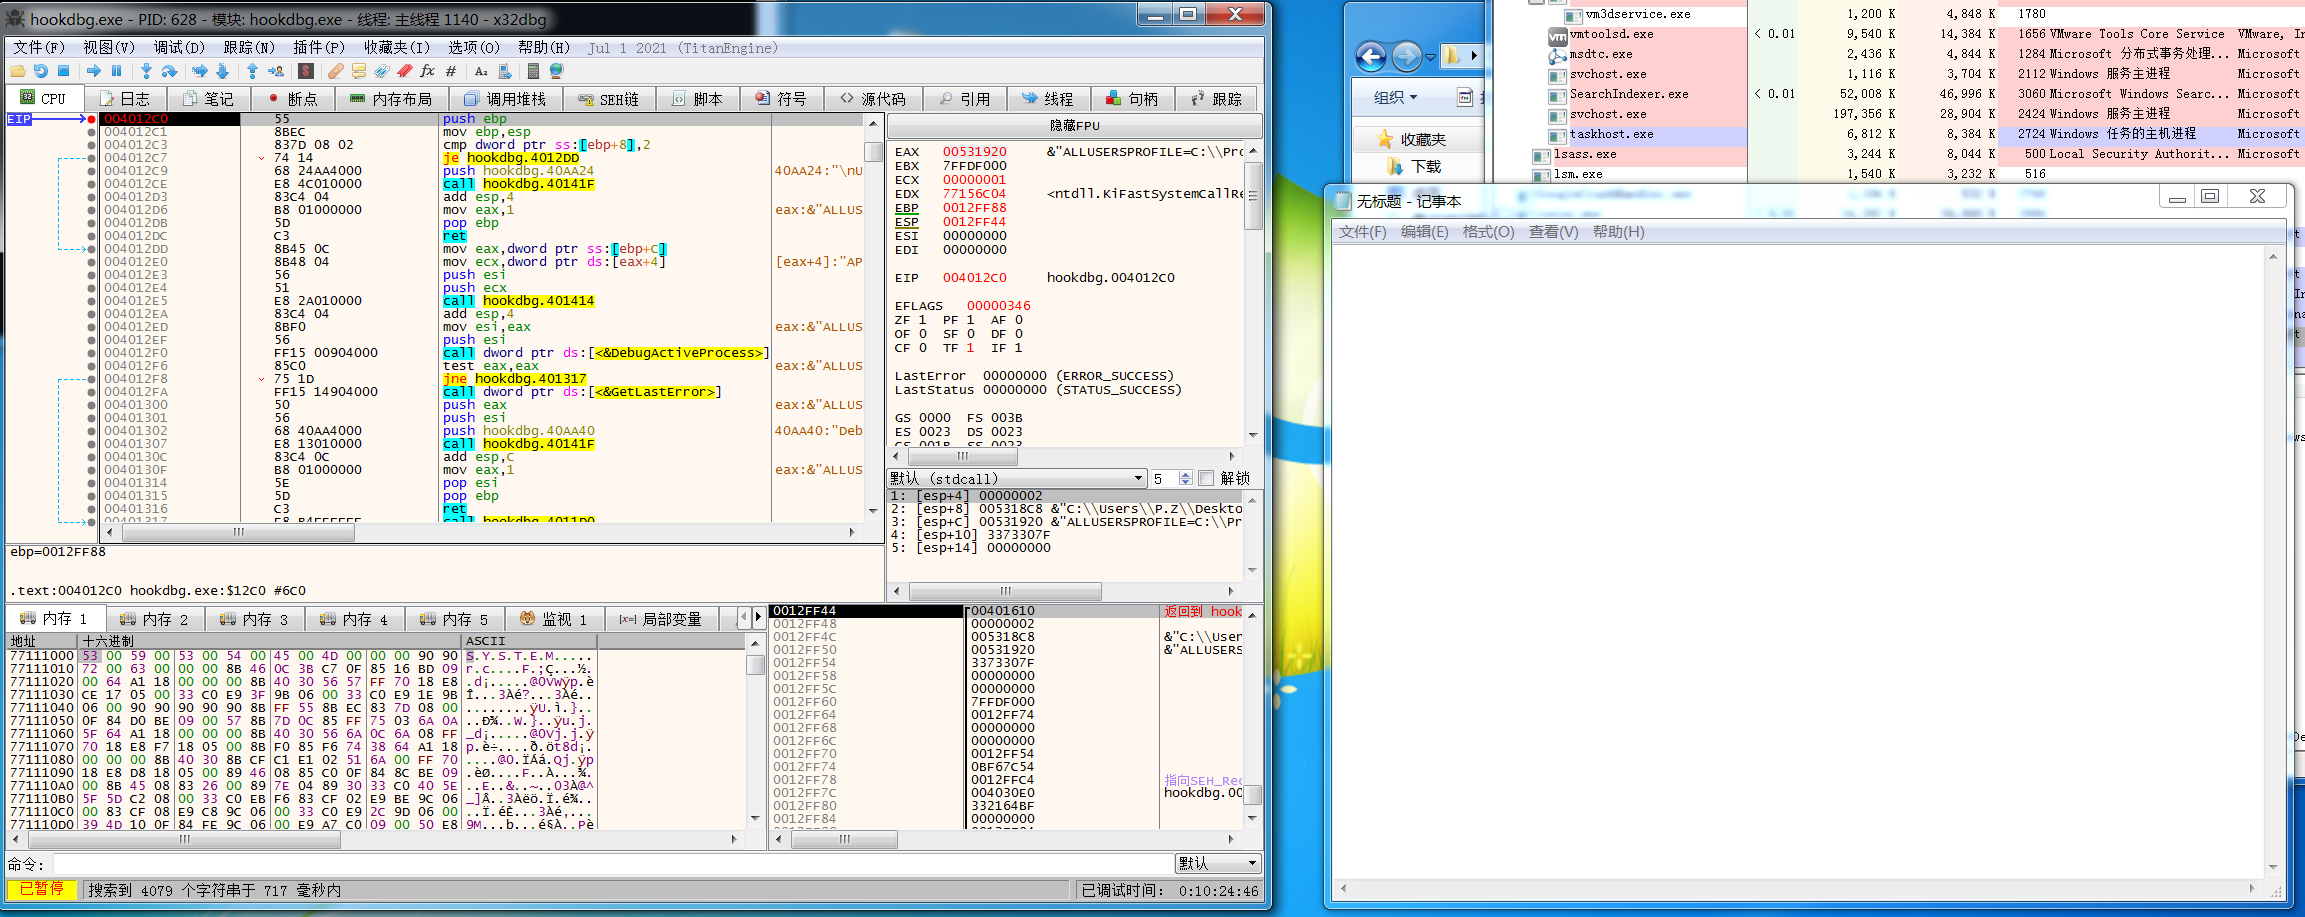 hookdbg.exe - PID: 628 - 模块: hookdbg.exe - 线程: 主线程 1140 - x32dbg
文件(F) 视图(V) 调试(D) 跟踪(N) 插件(P) 收藏夹(I) 选项(O) 帮助(H) Jul 1 2021 (TitanEngine)
CPU 日志 笔记 断点 内存布局 调用堆栈 SEH链 脚本 符号 源代码 引用 线程 句柄 跟踪
EIP 004012C0 55 push ebp
004012C1 8BEC mov ebp,esp
004012C3 837D 08 02 cmp dword ptr ss:[ebp+8],2
004012C7 74 14 je hookdbg.4012DD
004012C9 68 24AA4000 push hookdbg.40AA24 40AA24:"\nU
004012CE E8 4C010000 call hookdbg.40141F
004012D3 83C4 04 add esp,4
004012D6 B8 01000000 mov eax,1 eax:&"ALLUS
004012DB 5D pop ebp
004012DC C3 ret
004012DD 8B45 0C mov eax,dword ptr ss:[ebp+C]
004012E0 8B48 04 mov ecx,dword ptr ds:[eax+4] [eax+4]:"AP
004012E3 56 push esi
004012E4 51 push ecx
004012E5 E8 2A010000 call hookdbg.401414
004012EA 83C4 04 add esp,4
004012ED 8BF0 mov esi,eax eax:&"ALLUS
004012EF 56 push esi
004012F0 FF15 00904000 call dword ptr ds:[<&DebugActiveProcess>]
004012F6 85C0 test eax,eax eax:&"ALLUS
004012F8 75 1D jne hookdbg.401317
004012FA FF15 14904000 call dword ptr ds:[<&GetLastError>]
00401300 50 push eax eax:&"ALLUS
00401301 56 push esi
00401302 68 40AA4000 push hookdbg.40AA40 40AA40:"Deb
00401307 E8 13010000 call hookdbg.40141F
0040130C 83C4 0C add esp,C
0040130F B8 01000000 mov eax,1 eax:&"ALLUS
00401314 5E pop esi
00401315 5D pop ebp
00401316 C3 ret
ebp=0012FF88
.text:004012C0 hookdbg.exe:$12C0 #6C0
隐藏FPU
EAX 00531920 &"ALLUSERSPROFILE=C:\\Pro
EBX 7FFDF000
ECX 00000001
EDX 77156C04 <ntdll.KiFastSystemCallRe
EBP 0012FF88
ESP 0012FF44
ESI 00000000
EDI 00000000
EIP 004012C0 hookdbg.004012C0
EFLAGS 00000346
ZF 1 PF 1 AF 0
OF 0 SF 0 DF 0
CF 0 TF 1 IF 1
LastError 00000000 (ERROR_SUCCESS)
LastStatus 00000000 (STATUS_SUCCESS)
GS 0000 FS 003B
ES 0023 DS 0023
默认 (stdcall) 5 解锁
1: [esp+4] 00000002
2: [esp+8] 005318C8 &"C:\\Users\\P.Z\\Deskto
3: [esp+C] 00531920 &"ALLUSERSPROFILE=C:\\Pr
4: [esp+10] 3373307F
5: [esp+14] 00000000
内存 1 内存 2 内存 3 内存 4 内存 5 监视 1 局部变量
地址 十六进制 ASCII
77111000 53 00 59 00 53 00 54 00 45 00 4D 00 00 00 90 90 S.Y.S.T.E.M.....
77111010 72 00 63 00 00 00 8B 46 0C 3B C7 0F 85 16 BD 09 r.c....F.;Ç...½.
77111020 00 64 A1 18 00 00 00 8B 40 30 56 57 FF 70 18 E8 .d¡.....@0VWÿp.è
77111030 CE 17 05 00 33 C0 E9 3F 9B 06 00 33 C0 E9 1E 9B Î...3Àé?...3Àé..
77111040 06 00 90 90 90 90 90 8B FF 55 8B EC 83 7D 08 00 ........ÿU.ì.}..
77111050 0F 84 D0 BE 09 00 57 8B 7D 0C 85 FF 75 03 6A 0A ..Ð¾..W.}..ÿu.j.
77111060 5F 64 A1 18 00 00 00 8B 40 30 56 6A 0C 6A 08 FF _d¡.....@0Vj.j.ÿ
77111070 70 18 E8 F7 18 05 00 8B F0 85 F6 74 38 64 A1 18 p.è÷....ð.öt8d¡.
77111080 00 00 00 8B 40 30 8B CF C1 E1 02 51 6A 00 FF 70 ....@0.ÏÁá.Qj.ÿp
77111090 18 E8 D8 18 05 00 89 46 08 85 C0 0F 84 8C BE 09 .èØ....F..À...¾.
771110A0 00 8B 45 08 83 26 00 89 7E 04 89 30 33 C0 40 5E ..E..&..~..03À@^
771110B0 5F 5D C2 08 00 33 C0 EB F6 83 CF 02 E9 BE 9C 06 _]Â..3Àëö.Ï.é¾..
771110C0 00 83 CF 08 E9 C8 9C 06 00 33 C0 E9 2C 9D 06 00 ..Ï.éÈ...3Àé,...
771110D0 39 4D 10 0F 84 FE 9C 06 00 E9 A7 C0 09 00 50 E8 9M...þ...é§À..Pè
0012FF44 00401610 返回到 hook
0012FF48 00000002
0012FF4C 005318C8 &"C:\\User
0012FF50 00531920 &"ALLUSERS
0012FF54 3373307F
0012FF58 00000000
0012FF5C 00000000
0012FF60 7FFDF000
0012FF64 0012FF74
0012FF68 00000000
0012FF6C 00000000
0012FF70 0012FF54
0012FF74 0BF67C54
0012FF78 0012FFC4 指向SEH_Rec
0012FF7C 004030E0 hookdbg.00
0012FF80 332164BF
0012FF84 00000000
命令: 默认
已暂停 搜索到 4079 个字符串于 717 毫秒内 已调试时间: 0:10:24:46
组织
收藏夹
下载
vm3dservice.exe 1,200 K 4,848 K 1780
vmtoolsd.exe < 0.01 9,540 K 14,384 K 1656 VMware Tools Core Service VMware, In
msdtc.exe 2,436 K 4,844 K 1284 Microsoft 分布式事务处理... Microsoft
svchost.exe 1,116 K 3,704 K 2112 Windows 服务主进程 Microsoft
SearchIndexer.exe < 0.01 52,008 K 46,996 K 3060 Microsoft Windows Searc... Microsoft
svchost.exe 197,356 K 28,904 K 2424 Windows 服务主进程 Microsoft
taskhost.exe 6,812 K 8,384 K 2724 Windows 任务的主机进程 Microsoft
lsass.exe 3,244 K 8,044 K 500 Local Security Authorit... Microsoft
lsm.exe 1,540 K 3,232 K 516
无标题 - 记事本
文件(F) 编辑(E) 格式(O) 查看(V) 帮助(H)